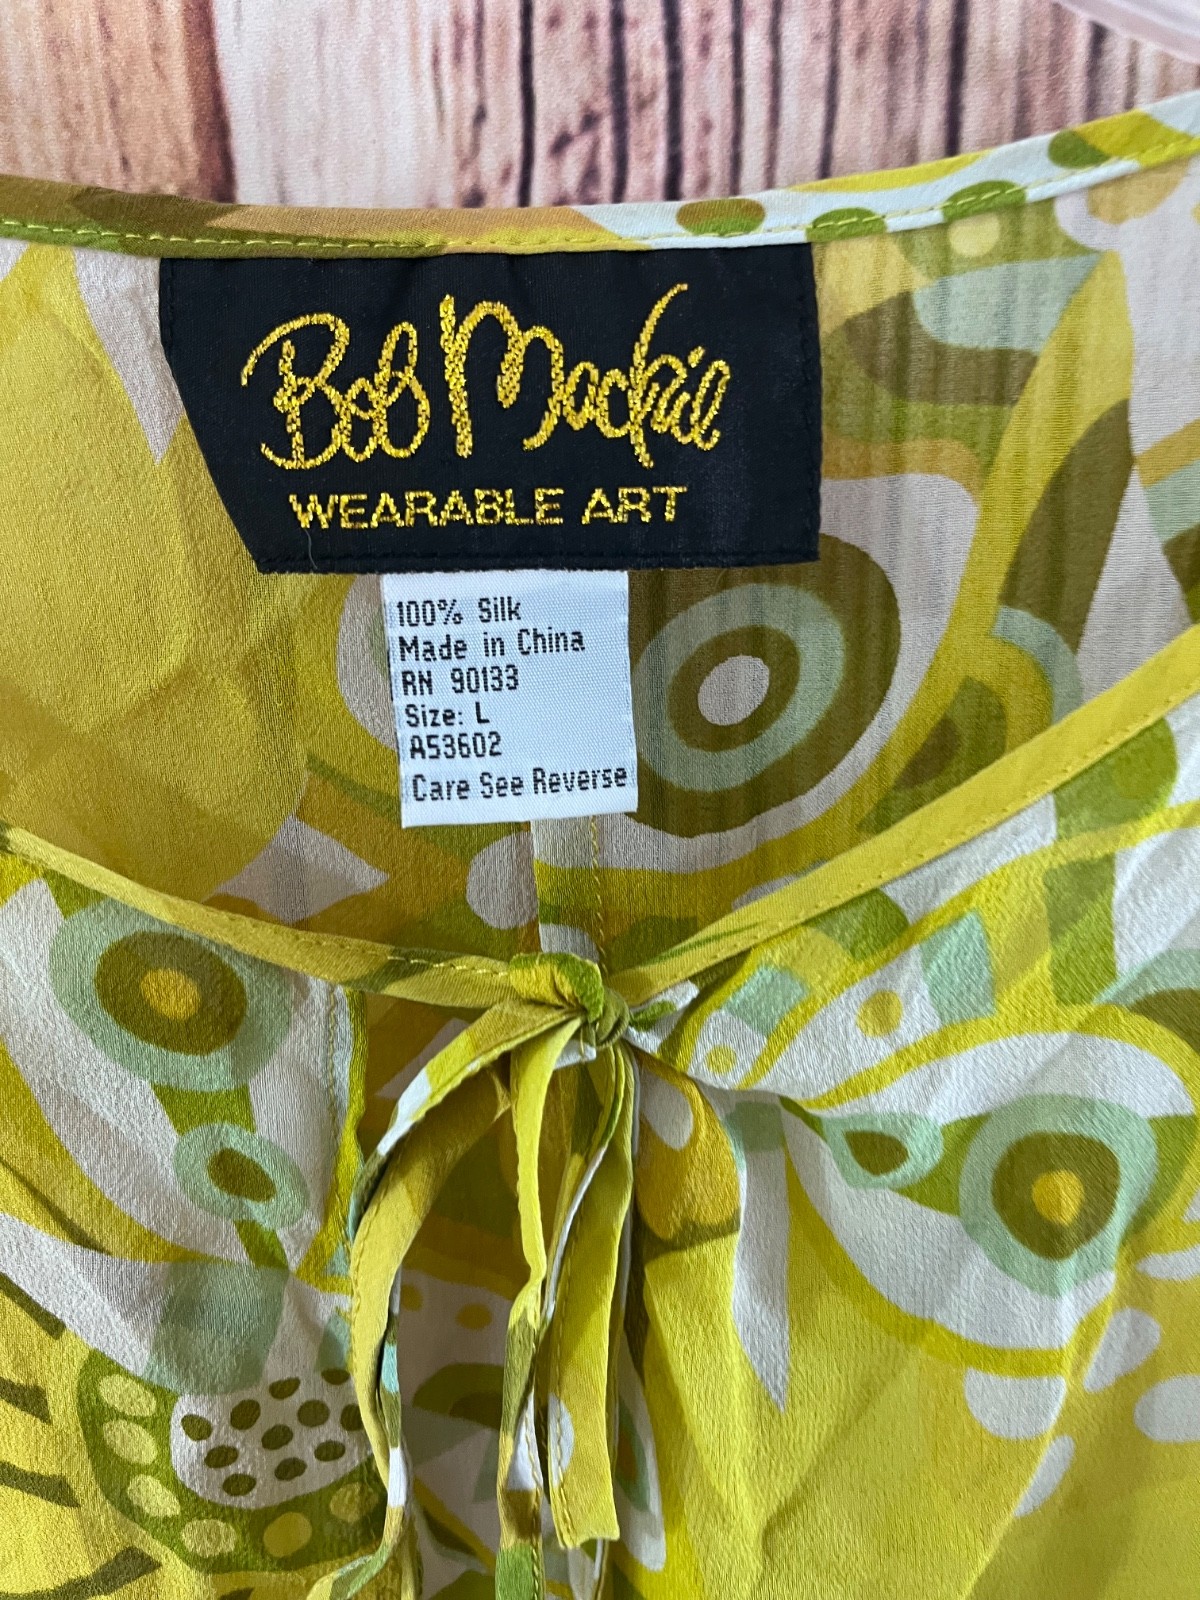 Bob Mackie
WEARABLE ART
100% Silk
Made in China
RN 90133
Size: L
A53602
Care See Reverse